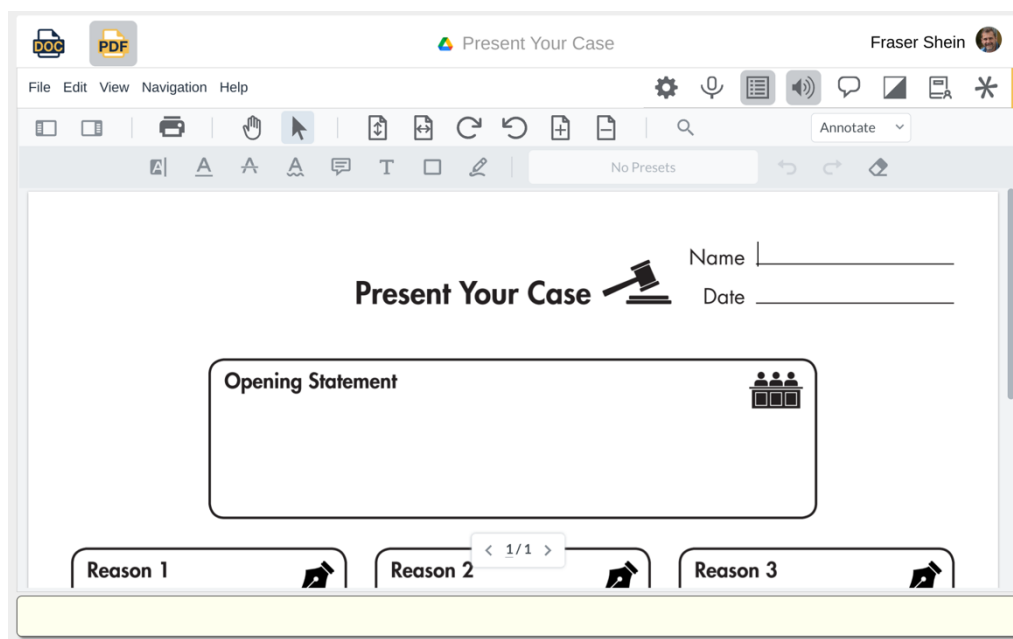 DOC PDF Present Your Case Fraser Shein
File Edit View Navigation Help
Annotate
A A A A T No Presets
Name
Present Your Case
Date
Opening Statement
1/1
Reason 1 Reason 2 Reason 3